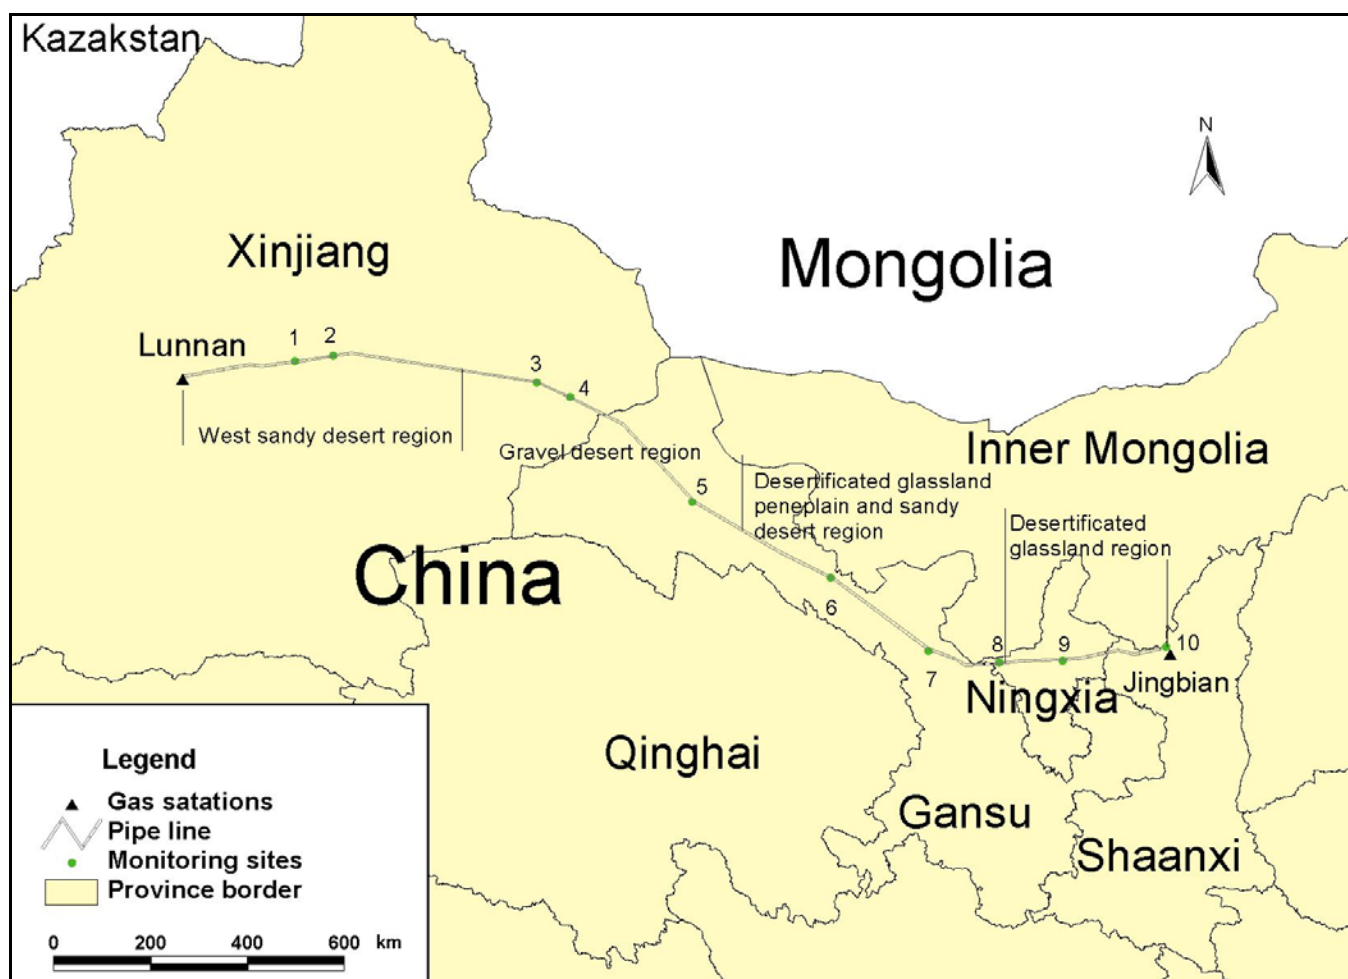 Kazakstan
N
Xinjiang
Mongolia
Lunnan
1
2
3
4
West sandy desert region
Gravel desert region
Inner Mongolia
5
Desertificated glassland
peneplain and sandy
desert region
Desertificated
glassland region
China
6
7
8
9
10
Jingbian
Ningxia
Qinghai
Gansu
Shaanxi
Legend
Gas satations
Pipe line
Monitoring sites
Province border
0 200 400 600 km